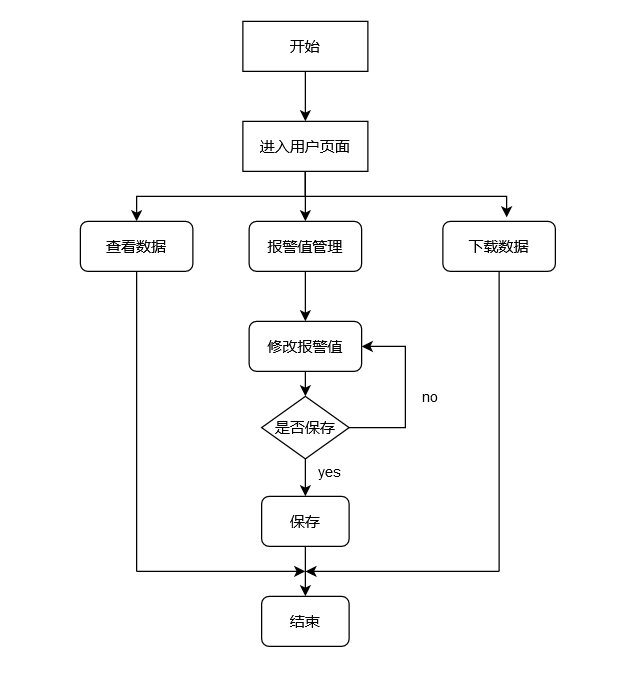 开始
进入用户页面
查看数据
报警值管理
下载数据
修改报警值
no
是否保存
yes
保存
结束